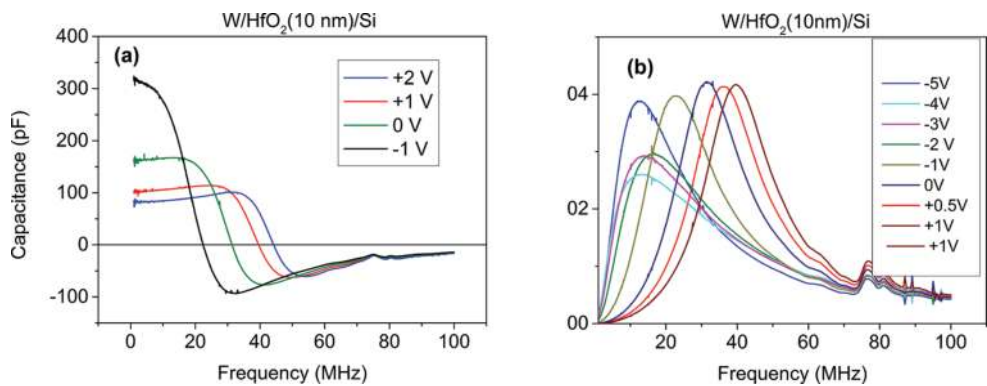 W/HfO₂(10 nm)/Si
(a)
+2 V
+1 V
0 V
-1 V
400
300
200
100
0
-100
Capacitance (pF)
0 20 40 60 80 100
Frequency (MHz)
W/HfO₂(10nm)/Si
(b)
-5V
-4V
-3V
-2 V
-1V
0V
+0.5V
+1V
+1V
04
02
00
20 40 60 80 100
Frequency (MHz)